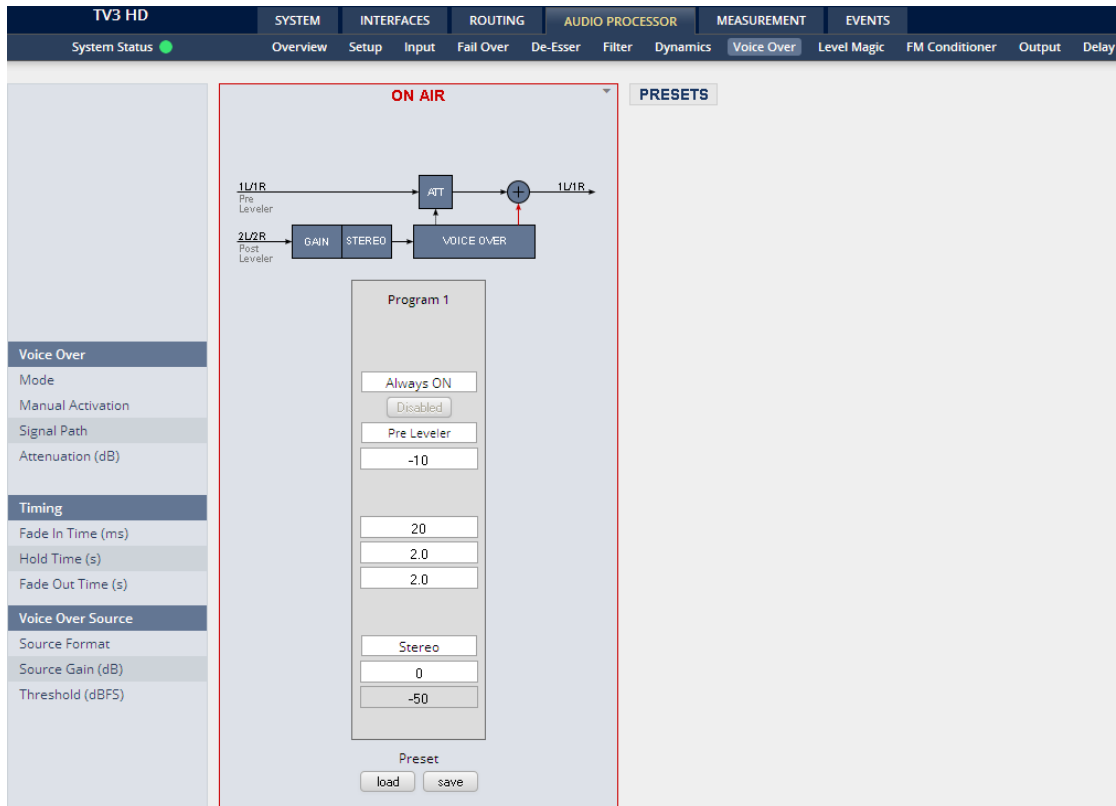 TV3 HD
SYSTEM INTERFACES ROUTING AUDIO PROCESSOR MEASUREMENT EVENTS
System Status
Overview Setup Input Fail Over De-Esser Filter Dynamics Voice Over Level Magic FM Conditioner Output Delay
ON AIR
PRESETS
1L/1R
Pre
Leveler
ATT
+
1L/1R
2L/2R
Post
Leveler
GAIN
STEREO
VOICE OVER
Program 1
Voice Over
Mode Always ON
Manual Activation Disabled
Signal Path Pre Leveler
Attenuation (dB) -10
Timing
Fade In Time (ms) 20
Hold Time (s) 2.0
Fade Out Time (s) 2.0
Voice Over Source
Source Format Stereo
Source Gain (dB) 0
Threshold (dBFS) -50
Preset
load save